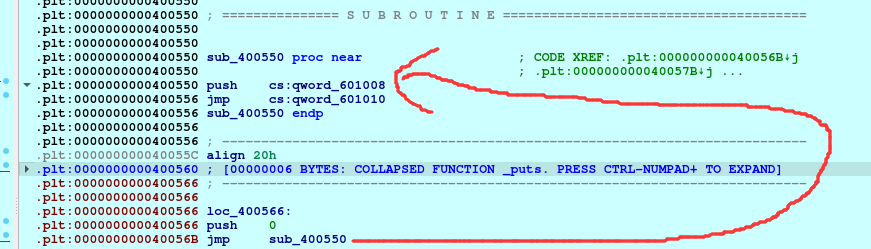 .plt:0000000000400550
.plt:0000000000400550 ; =============== S U B R O U T I N E =======================================
.plt:0000000000400550
.plt:0000000000400550
.plt:0000000000400550 sub_400550 proc near ; CODE XREF: .plt:000000000040056B↓j
.plt:0000000000400550 ; .plt:000000000040057B↓j ...
.plt:0000000000400550 push cs:qword_601008
.plt:0000000000400556 jmp cs:qword_601010
.plt:0000000000400556 sub_400550 endp
.plt:0000000000400556
.plt:0000000000400556 ; ---------------------------------------------------------------------------
.plt:000000000040055C align 20h
.plt:0000000000400560 ; [00000006 BYTES: COLLAPSED FUNCTION _puts. PRESS CTRL-NUMPAD+ TO EXPAND]
.plt:0000000000400566 ; ---------------------------------------------------------------------------
.plt:0000000000400566
.plt:0000000000400566 loc_400566:
.plt:0000000000400566 push 0
.plt:000000000040056B jmp sub_400550